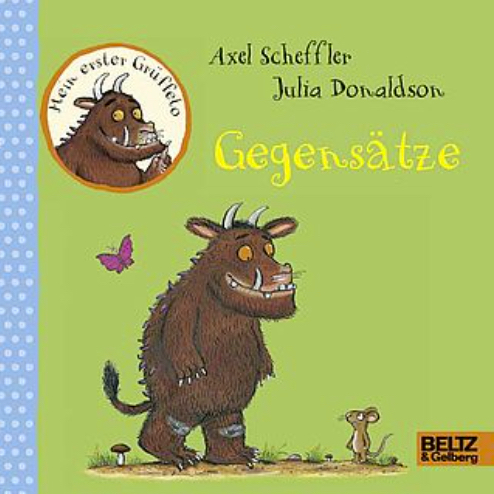 Mein erster Grüffelo
Axel Scheffler
Julia Donaldson
Gegensätze
BELTZ
& Gelberg